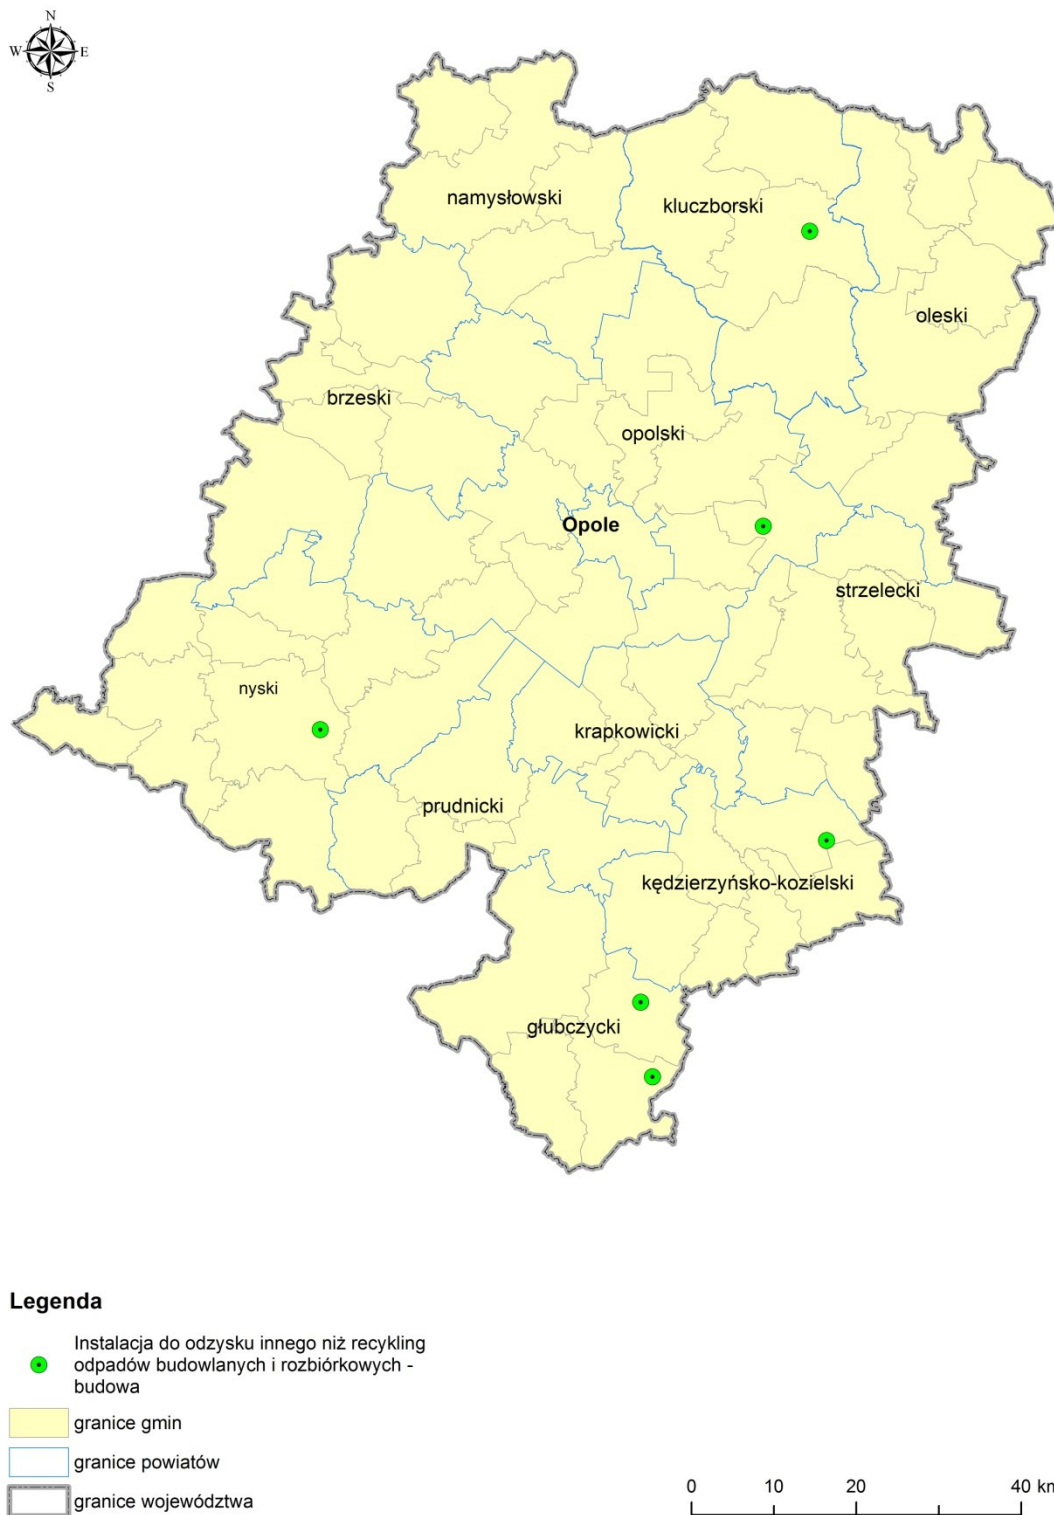 N
W E
S
namysłowski
kluczborski
oleski
brzeski
opolski
Opole
strzelecki
nyski
krapkowicki
prudnicki
kędzierzyńsko-kozielski
głubczycki
Legenda
Instalacja do odzysku innego niż recykling
odpadów budowlanych i rozbiórkowych -
budowa
granice gmin
granice powiatów
granice województwa
0 10 20 40 km